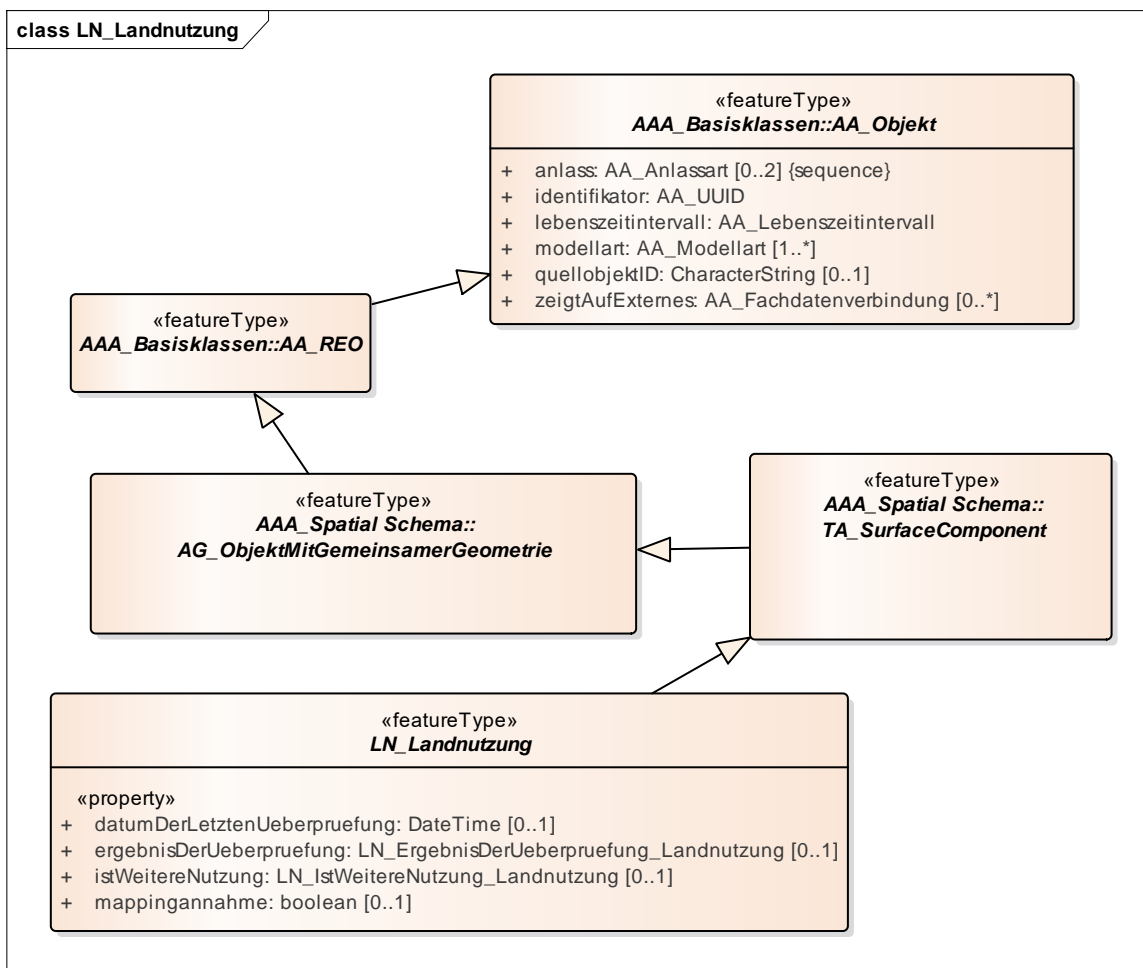 class LN_Landnutzung
«featureType»
AAA_Basisklassen::AA_Objekt
+ anlass: AA_Anlassart [0..2] {sequence}
+ identifikator: AA_UUID
+ lebenszeitintervall: AA_Lebenszeitintervall
+ modellart: AA_Modellart [1..*]
+ quellobjektID: CharacterString [0..1]
+ zeigtAufExternes: AA_Fachdatenverbindung [0..*]
«featureType»
AAA_Basisklassen::AA_REO
«featureType»
AAA_Spatial Schema::
AG_ObjektMitGemeinsamerGeometrie
«featureType»
AAA_Spatial Schema::
TA_SurfaceComponent
«featureType»
LN_Landnutzung
«property»
+ datumDerLetztenUeberpruefung: DateTime [0..1]
+ ergebnisDerUeberpruefung: LN_ErgebnisDerUeberpruefung_Landnutzung [0..1]
+ istWeitereNutzung: LN_IstWeitereNutzung_Landnutzung [0..1]
+ mappingannahme: boolean [0..1]